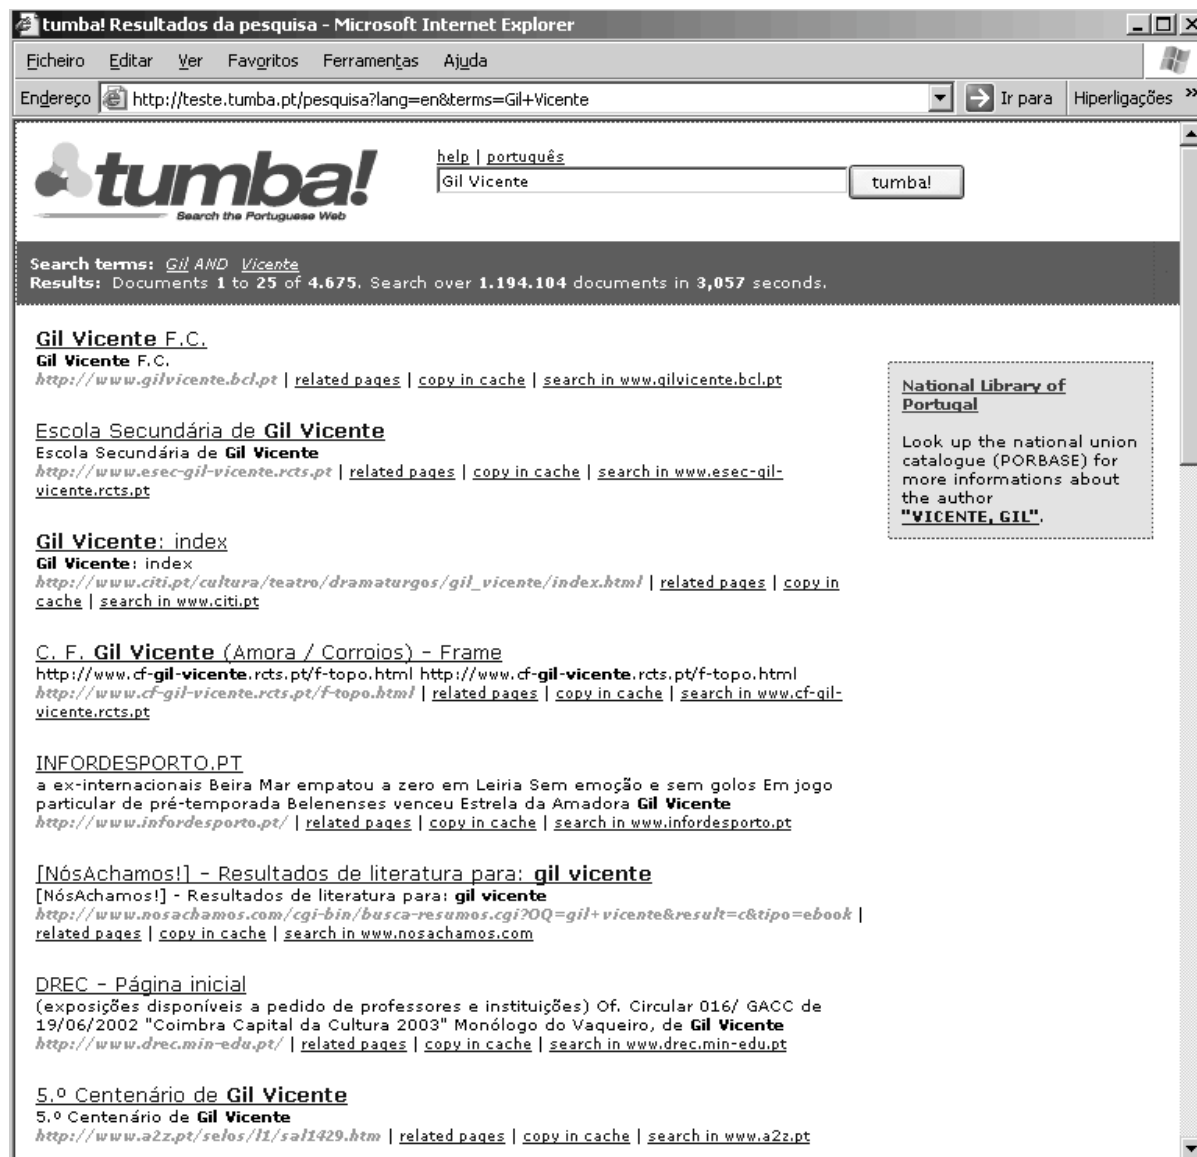 tumba! Resultados da pesquisa - Microsoft Internet Explorer
Ficheiro Editar Ver Favoritos Ferramentas Ajuda
Endereço http://teste.tumba.pt/pesquisa?lang=en&terms=Gil+Vicente Ir para Hiperligações »
tumba!
Search the Portuguese Web
help | português
Gil Vicente tumba!
Search terms: Gil AND Vicente
Results: Documents 1 to 25 of 4.675. Search over 1.194.104 documents in 3,057 seconds.
Gil Vicente F.C.
Gil Vicente F.C.
http://www.gilvicente.bcl.pt | related pages | copy in cache | search in www.gilvicente.bcl.pt
Escola Secundária de Gil Vicente
Escola Secundária de Gil Vicente
http://www.esec-gil-vicente.rcts.pt | related pages | copy in cache | search in www.esec-gil-
vicente.rcts.pt
Gil Vicente: index
Gil Vicente: index
http://www.citi.pt/cultura/teatro/dramaturgos/gil_vicente/index.html | related pages | copy in
cache | search in www.citi.pt
C. F. Gil Vicente (Amora / Corroios) - Frame
http://www.cf-gil-vicente.rcts.pt/f-topo.html http://www.cf-gil-vicente.rcts.pt/f-topo.html
http://www.cf-gil-vicente.rcts.pt/f-topo.html | related pages | copy in cache | search in www.cf-gil-
vicente.rcts.pt
INFORDESPORTO.PT
a ex-internacionais Beira Mar empatou a zero em Leiria Sem emoção e sem golos Em jogo
particular de pré-temporada Belenenses venceu Estrela da Amadora Gil Vicente
http://www.infordesporto.pt/ | related pages | copy in cache | search in www.infordesporto.pt
[NósAchamos!] - Resultados de literatura para: gil vicente
[NósAchamos!] - Resultados de literatura para: gil vicente
http://www.nosachamos.com/cgi-bin/busca-resumos.cgi?OQ=gil+vicente&result=c&tipo=ebook |
related pages | copy in cache | search in www.nosachamos.com
DREC - Página inicial
(exposições disponíveis a pedido de professores e instituições) Of. Circular 016/ GACC de
19/06/2002 "Coimbra Capital da Cultura 2003" Monólogo do Vaqueiro, de Gil Vicente
http://www.drec.min-edu.pt/ | related pages | copy in cache | search in www.drec.min-edu.pt
5.º Centenário de Gil Vicente
5.º Centenário de Gil Vicente
http://www.a2z.pt/selos/l1/sal1429.htm | related pages | copy in cache | search in www.a2z.pt
National Library of
Portugal
Look up the national union
catalogue (PORBASE) for
more informations about
the author
"VICENTE, GIL".